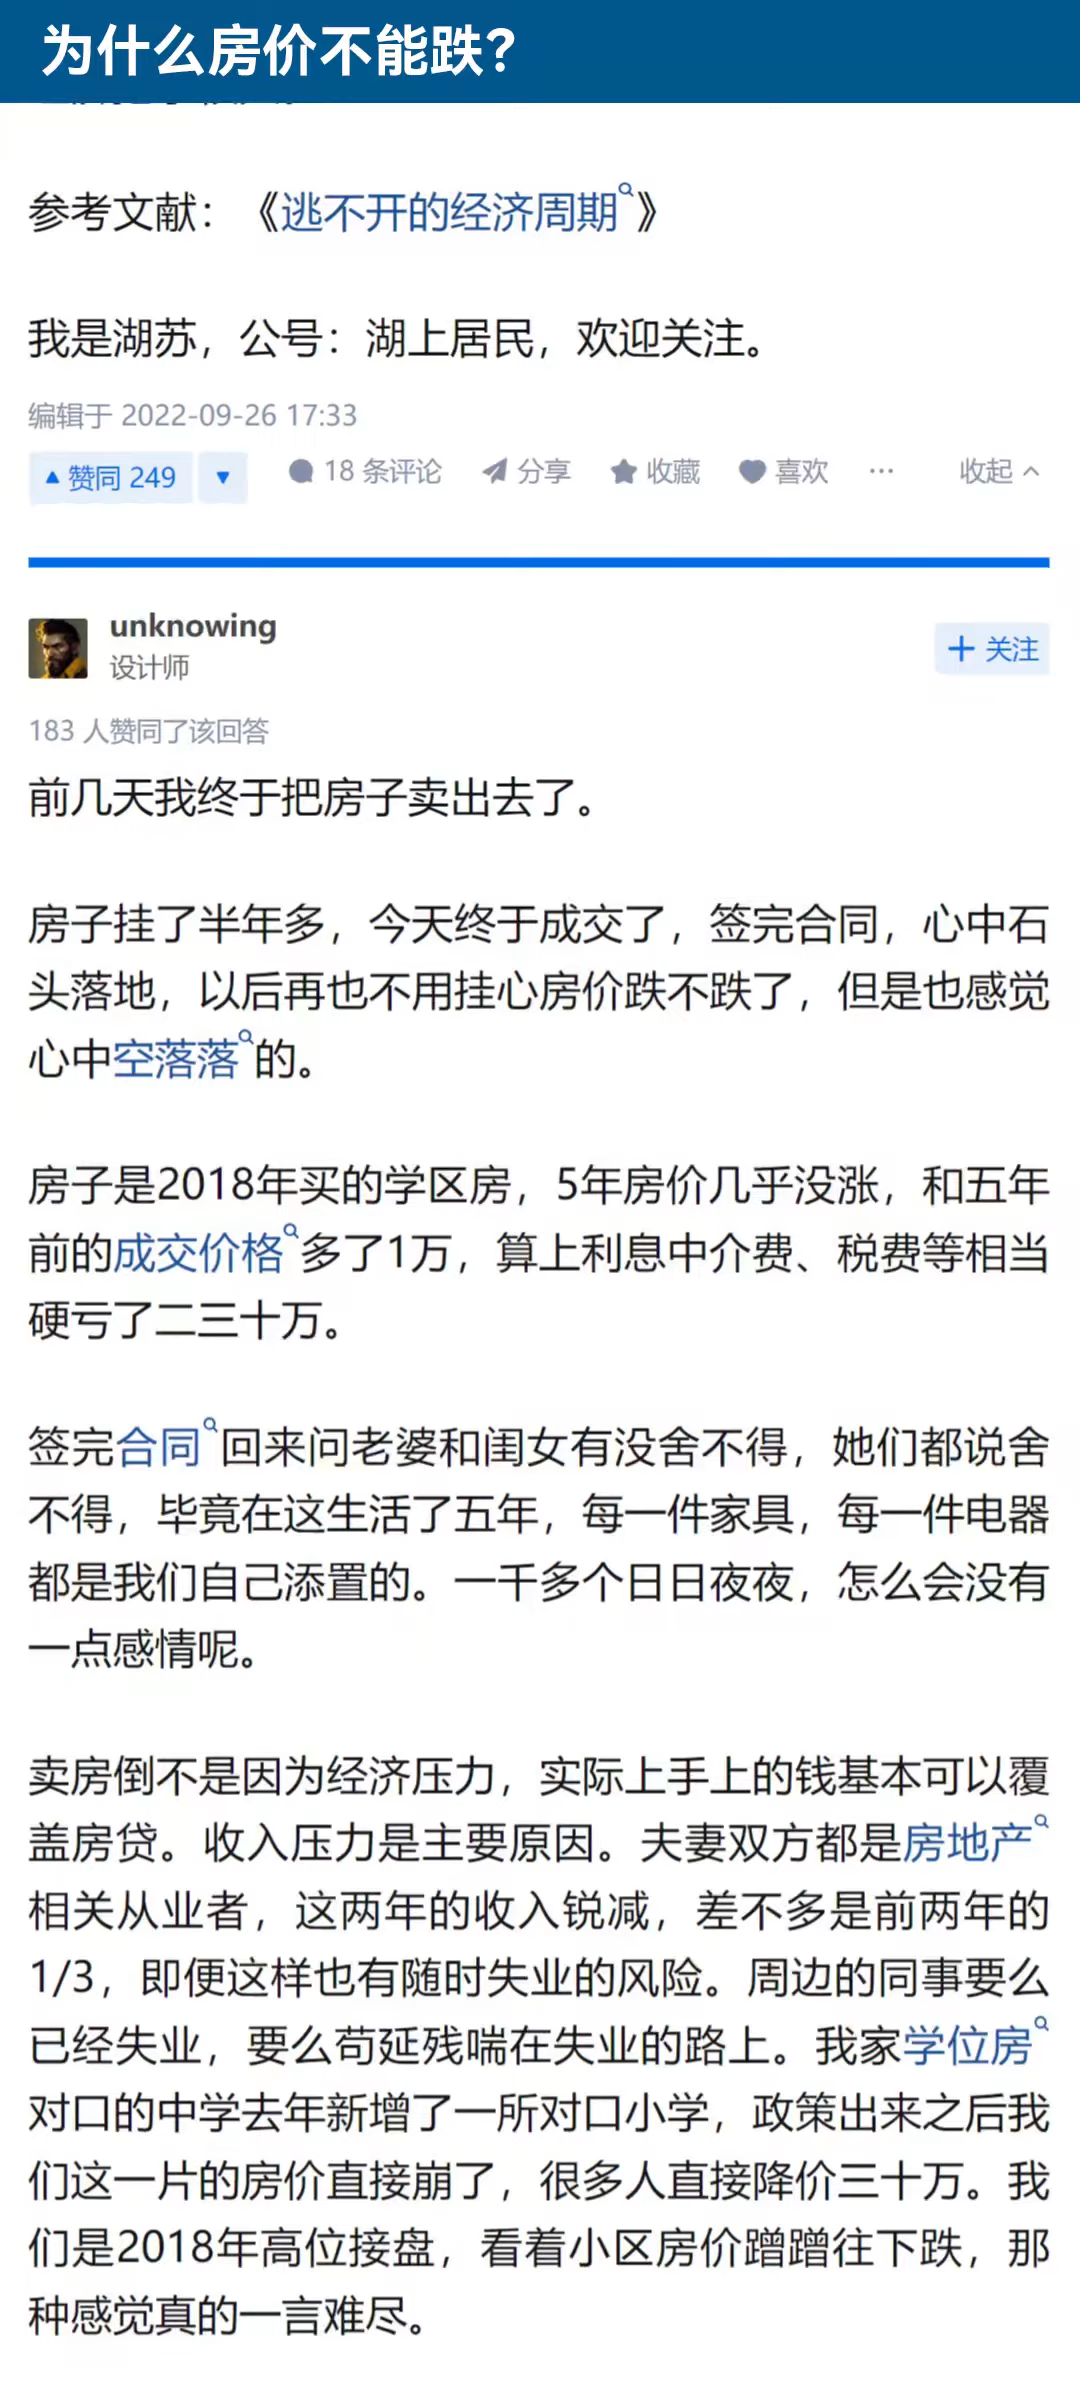 为什么房价不能跌？
参考文献：《逃不开的经济周期》
我是湖苏，公号：湖上居民，欢迎关注。
编辑于 2022-09-26 17:33
赞同 249
18 条评论
分享
收藏
喜欢
收起
unknowing
设计师
关注
183 人赞同了该回答
前几天我终于把房子卖出去了。
房子挂了半年多，今天终于成交了，签完合同，心中石
头落地，以后再也不用挂心房价跌不跌了，但是也感觉
心中空落落的。
房子是2018年买的学区房，5年房价几乎没涨，和五年
前的成交价格多了1万，算上利息中介费、税费等相当
硬亏了二三十万。
签完合同回来问老婆和闺女有没舍不得，她们都说舍
不得，毕竟在这生活了五年，每一件家具，每一件电器
都是我们自己添置的。一千多个日日夜夜，怎么会没有
一点感情呢。
卖房倒不是因为经济压力，实际上手上的钱基本可以覆
盖房贷。收入压力是主要原因。夫妻双方都是房地产
相关从业者，这两年的收入锐减，差不多是前两年的
1/3，即便这样也有随时失业的风险。周边的同事要么
已经失业，要么苟延残喘在失业的路上。我家学位房
对口的中学去年新增了一所对口小学，政策出来之后我
们这一片的房价直接崩了，很多人直接降价三十万。我
们是2018年高位接盘，看着小区房价蹭蹭往下跌，那
种感觉真的一言难尽。